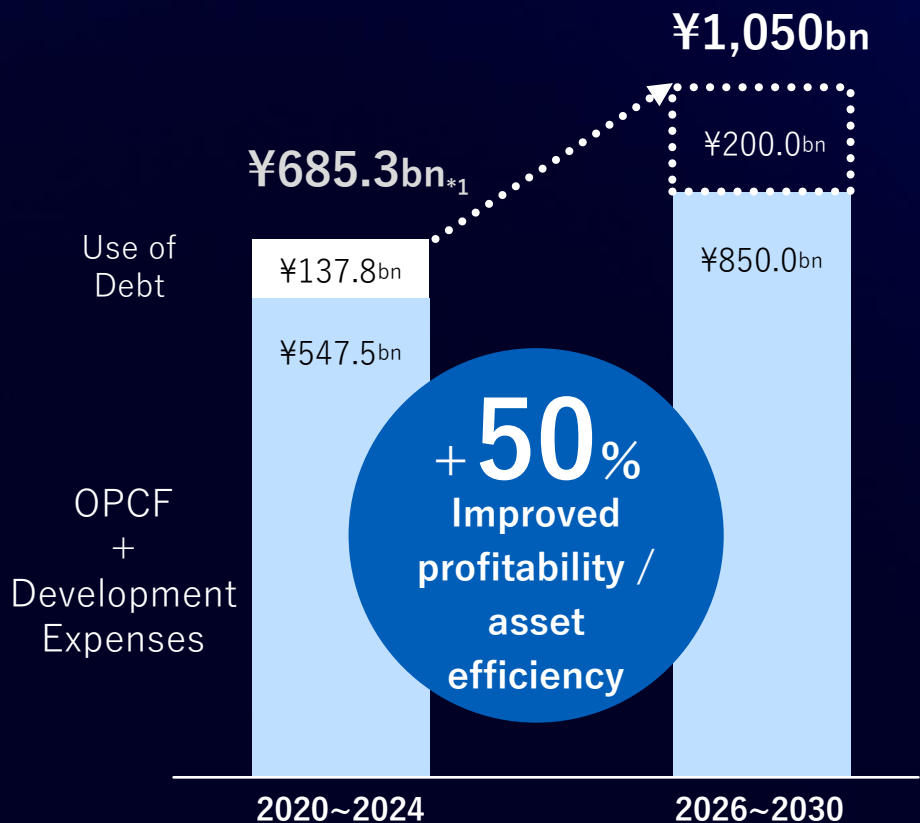 ¥1,050bn
¥200.0bn
¥685.3bn*1
Use of
Debt
¥137.8bn
¥850.0bn
¥547.5bn
+50%
Improved
profitability /
asset
efficiency
OPCF
+
Development
Expenses
2020~2024
2026~2030